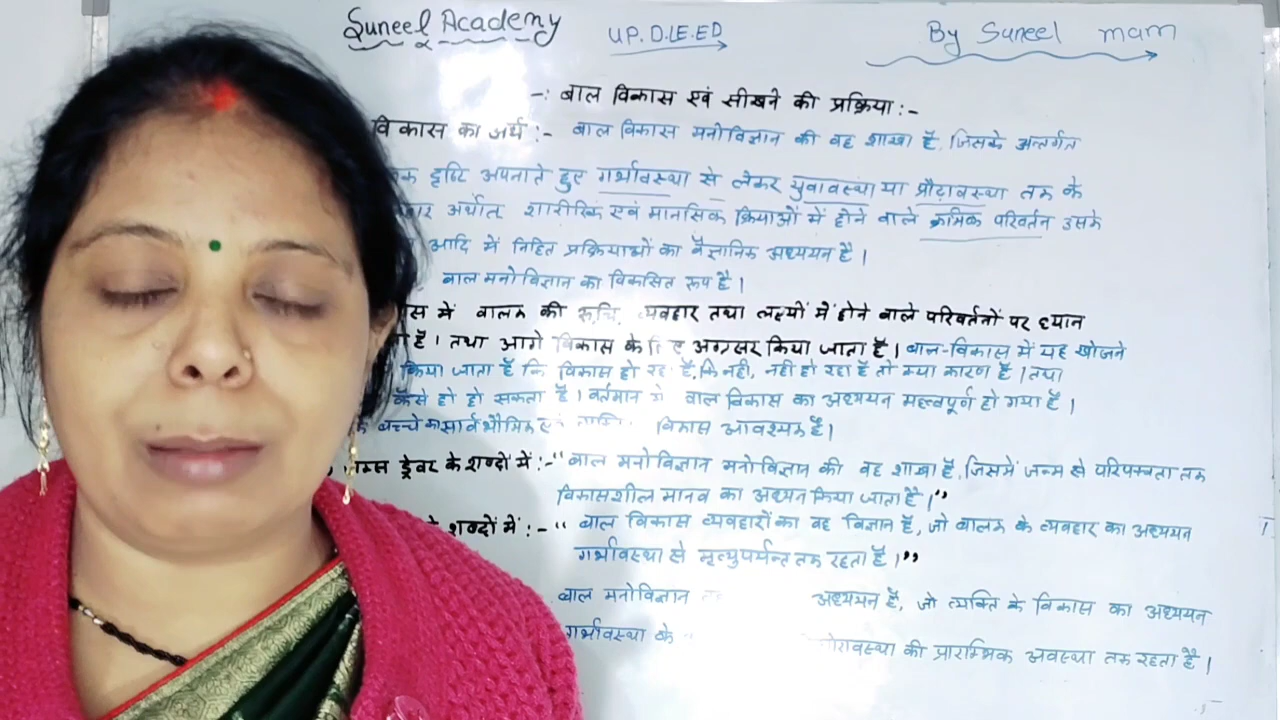 Suneel Academy UP.D.LE.ED By Suneel mam
-: बाल विकास एवं सीखने की प्रक्रिया:-
विकास का अर्थ :- बाल विकास मनोविज्ञान की वह शाखा है, जिसके अन्तर्गत
दृष्टि अपनाते हुए गर्भावस्था से लेकर युवावस्था या प्रौढ़ावस्था तक के
अर्थात शारीरिक एवं मानसिक क्रियाओं में होने वाले क्रमिक परिवर्तन उसके
आदि में निहित प्रक्रियाओं का वैज्ञानिक अध्ययन है।
बाल मनोविज्ञान का विकसित रूप है।
में बालक की रूचि, व्यवहार तथा लक्ष्यों में होने वाले परिवर्तनों पर ध्यान
है। तथा आगे विकास के लिए अग्रसर किया जाता है। बाल-विकास में यह खोजने
किया जाता है कि विकास हो रहा है, कि नही, नही हो रहा है तो क्या कारण है। तथा
कैसे हो हो सकता है। वर्तमान में बाल विकास का अध्ययन महत्वपूर्ण हो गया है।
बच्चे का सार्वभौमिक विकास आवश्यक है।
ड्रेवर के शब्दों में :- "बाल मनोविज्ञान मनोविज्ञान की वह शाखा है, जिसमें जन्म से परिपक्वता तक
विकासशील मानव का अध्यन किया जाता है।"
शब्दों में :- " बाल विकास व्यवहारों का वह विज्ञान है, जो बालक के व्यवहार का अध्ययन
गर्भावस्था से मृत्युपर्यन्त तक रहता है।"
बाल मनोविज्ञान अध्ययन है, जो व्यक्ति के विकास का अध्ययन
गर्भावस्था के की प्रारम्भिक अवस्था तक रहता है।